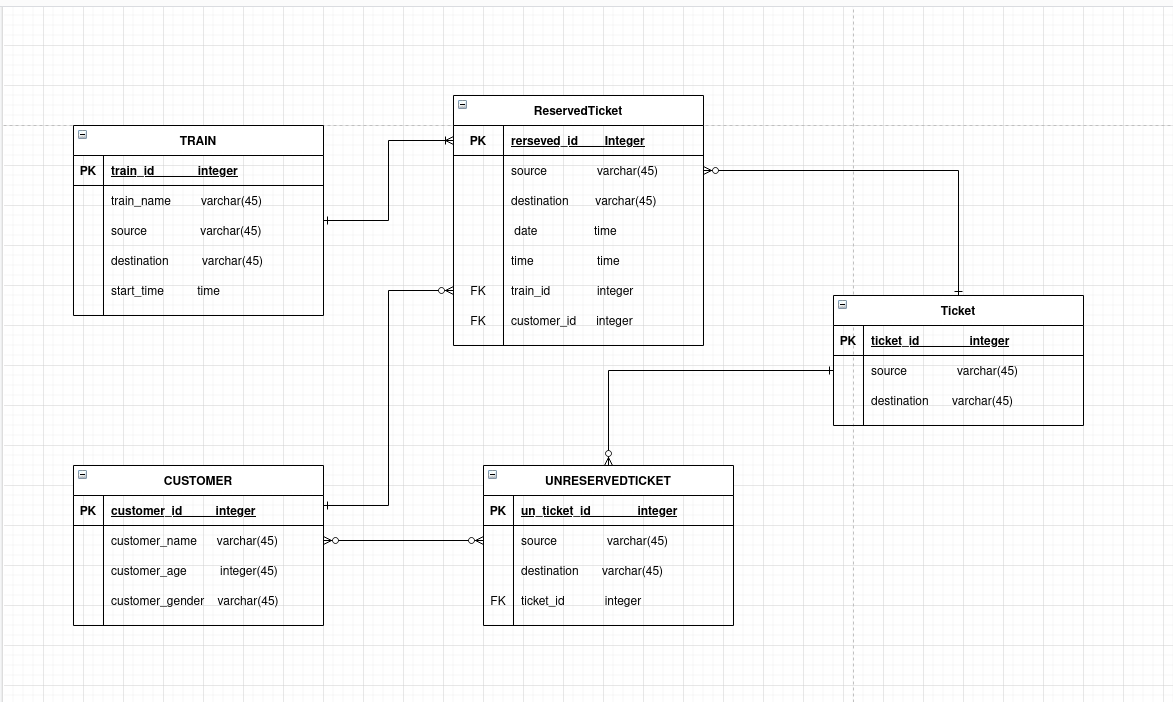 TRAIN
PK train_id integer
train_name varchar(45)
source varchar(45)
destination varchar(45)
start_time time
ReservedTicket
PK rerseved_id Integer
source varchar(45)
destination varchar(45)
date time
time time
FK train_id integer
FK customer_id integer
Ticket
PK ticket_id integer
source varchar(45)
destination varchar(45)
CUSTOMER
PK customer_id integer
customer_name varchar(45)
customer_age integer(45)
customer_gender varchar(45)
UNRESERVEDTICKET
PK un_ticket_id integer
source varchar(45)
destination varchar(45)
FK ticket_id integer